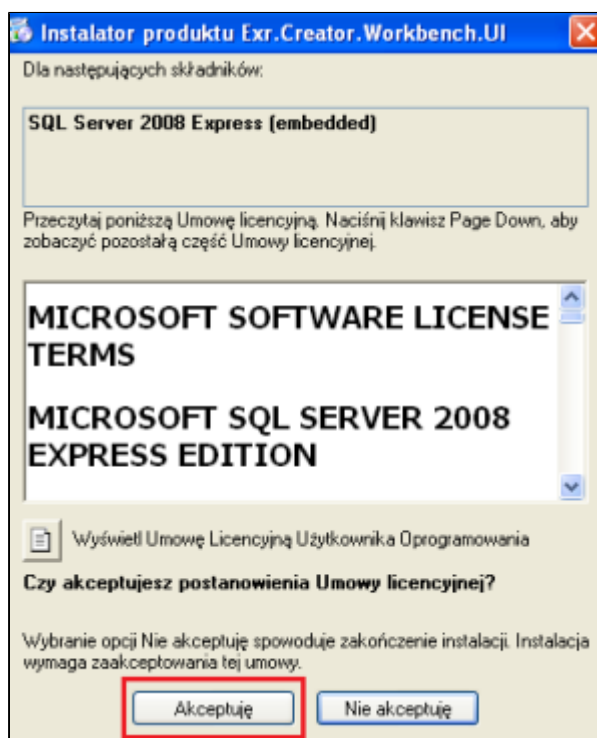 Instalator produktu Exr.Creator.Workbench.UI
Dla następujących składników:
SQL Server 2008 Express (embedded)
Przeczytaj poniższą Umowę licencyjną. Naciśnij klawisz Page Down, aby
zobaczyć pozostałą część Umowy licencyjnej.
MICROSOFT SOFTWARE LICENSE
TERMS
MICROSOFT SQL SERVER 2008
EXPRESS EDITION
Wyświetl Umowę Licencyjną Użytkownika Oprogramowania
Czy akceptujesz postanowienia Umowy licencyjnej?
Wybranie opcji Nie akceptuję spowoduje zakończenie instalacji. Instalacja
wymaga zaakceptowania tej umowy.
Akceptuję
Nie akceptuję